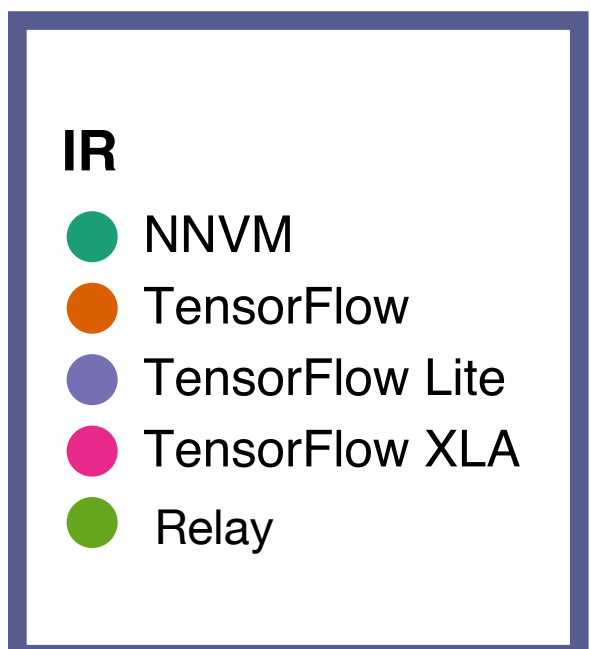 IR
NNVM
TensorFlow
TensorFlow Lite
TensorFlow XLA
Relay